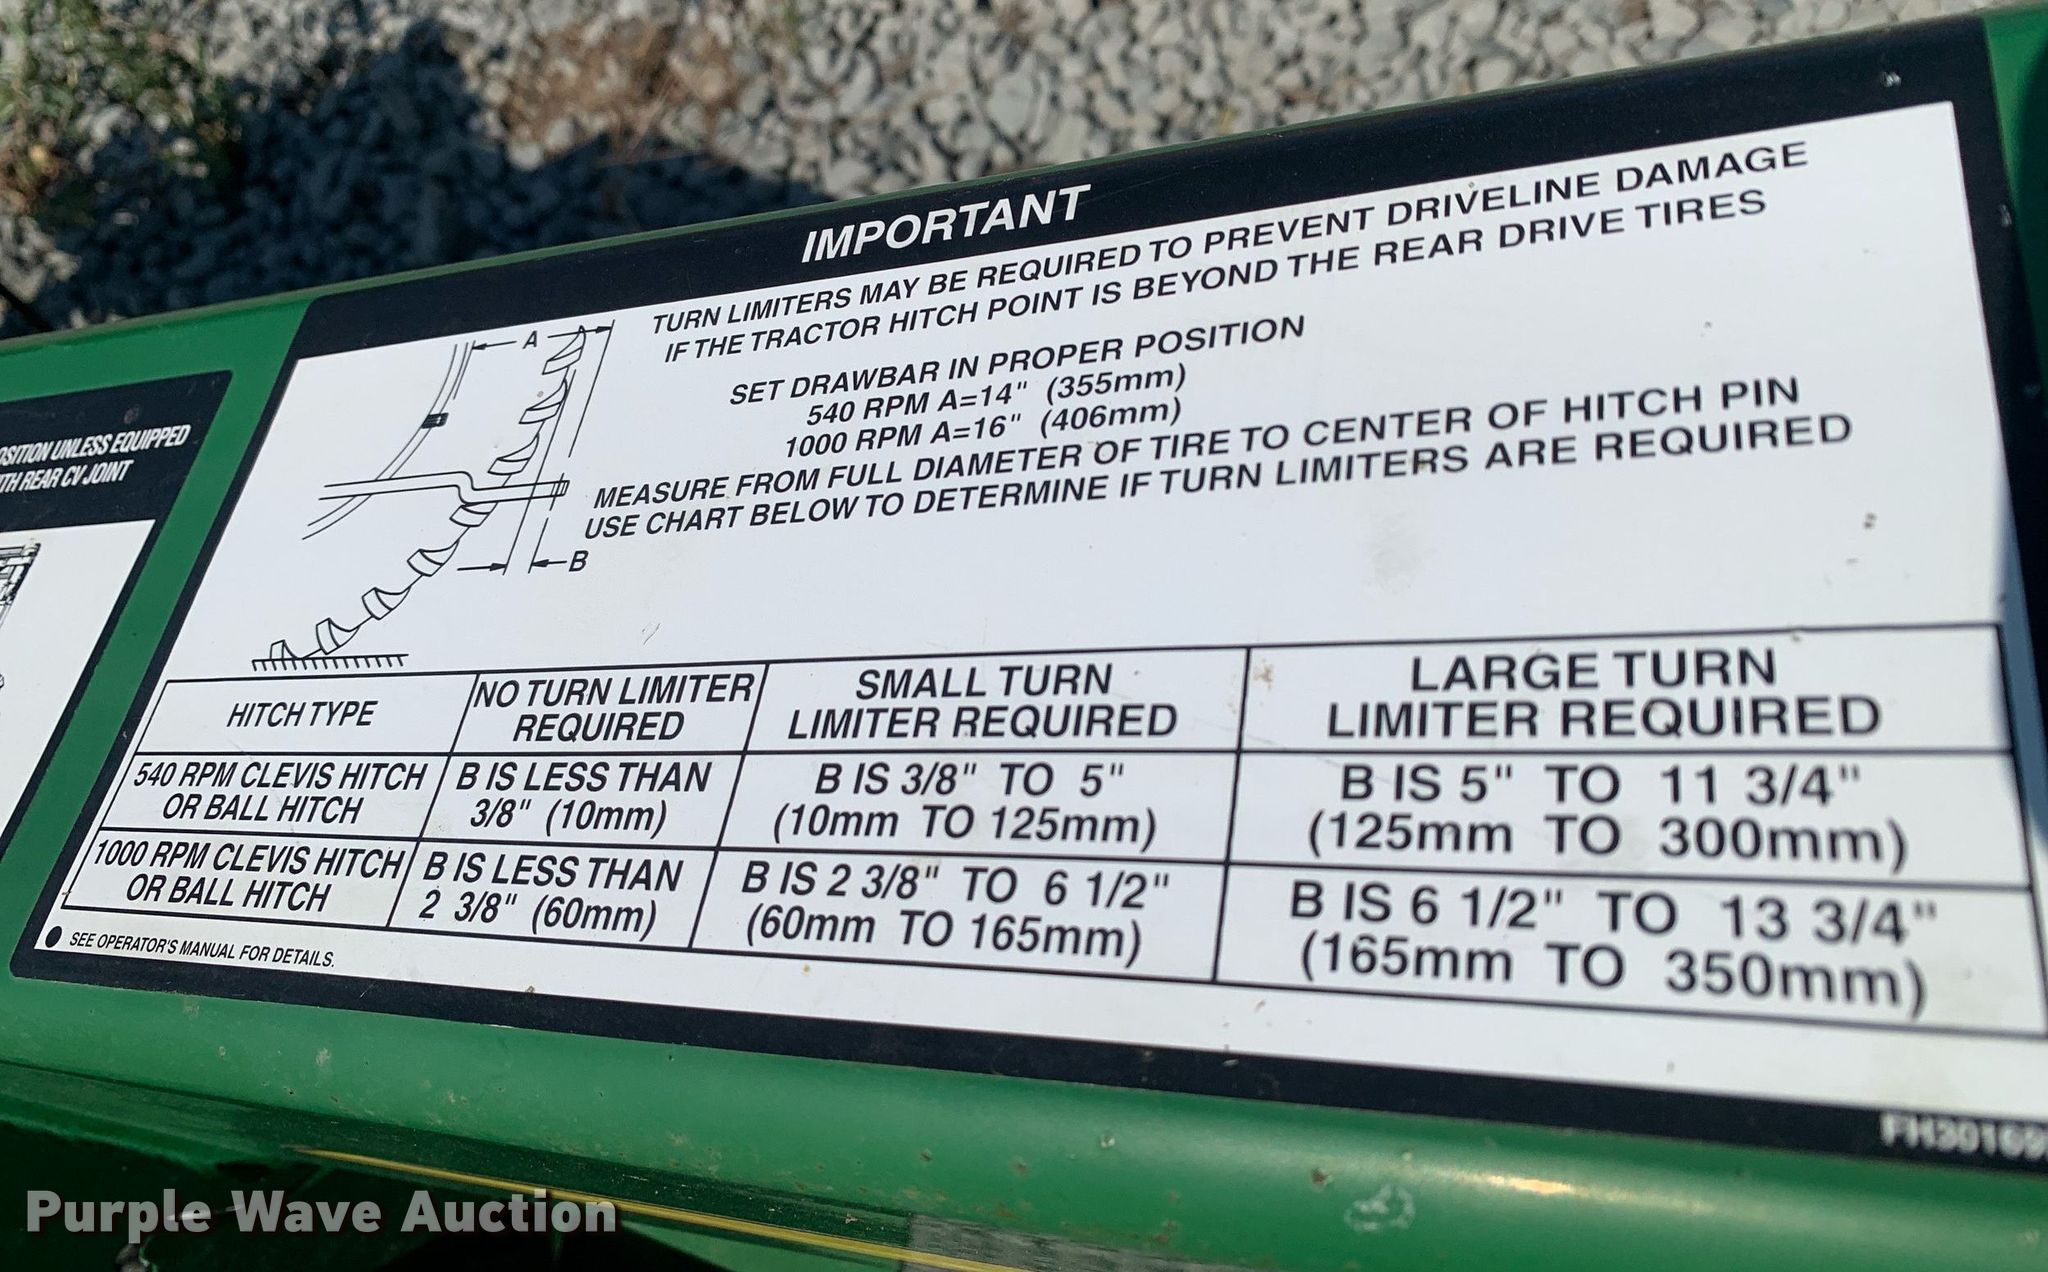 IMPORTANT
TURN LIMITERS MAY BE REQUIRED TO PREVENT DRIVELINE DAMAGE
IF THE TRACTOR HITCH POINT IS BEYOND THE REAR DRIVE TIRES
SET DRAWBAR IN PROPER POSITION
540 RPM A=14" (355mm)
1000 RPM A=16" (406mm)
MEASURE FROM FULL DIAMETER OF TIRE TO CENTER OF HITCH PIN
USE CHART BELOW TO DETERMINE IF TURN LIMITERS ARE REQUIRED
A
B
HITCH TYPE
NO TURN LIMITER
REQUIRED
SMALL TURN
LIMITER REQUIRED
LARGE TURN
LIMITER REQUIRED
540 RPM CLEVIS HITCH
OR BALL HITCH
B IS LESS THAN
3/8" (10mm)
B IS 3/8" TO 5"
(10mm TO 125mm)
B IS 5" TO 11 3/4"
(125mm TO 300mm)
1000 RPM CLEVIS HITCH
OR BALL HITCH
B IS LESS THAN
2 3/8" (60mm)
B IS 2 3/8" TO 6 1/2"
(60mm TO 165mm)
B IS 6 1/2" TO 13 3/4"
(165mm TO 350mm)
SEE OPERATOR'S MANUAL FOR DETAILS.
UNLESS EQUIPPED
REAR CV JOINT
Purple Wave Auction